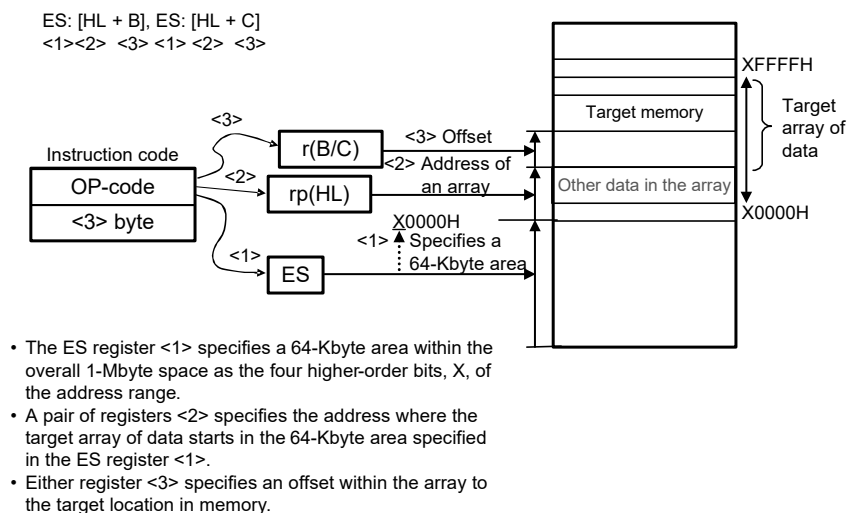 ES: [HL + B], ES: [HL + C]
<1><2> <3> <1> <2> <3>
XFFFFH
Target memory
Target
array of
data
<3>
r(B/C)
<3> Offset
Instruction code
OP-code
<3> byte
<2>
rp(HL)
<2> Address of
an array
Other data in the array
X0000H
X0000H
<1>
ES
<1> Specifies a
64-Kbyte area
• The ES register <1> specifies a 64-Kbyte area within the
overall 1-Mbyte space as the four higher-order bits, X, of
the address range.
• A pair of registers <2> specifies the address where the
target array of data starts in the 64-Kbyte area specified
in the ES register <1>.
• Either register <3> specifies an offset within the array to
the target location in memory.